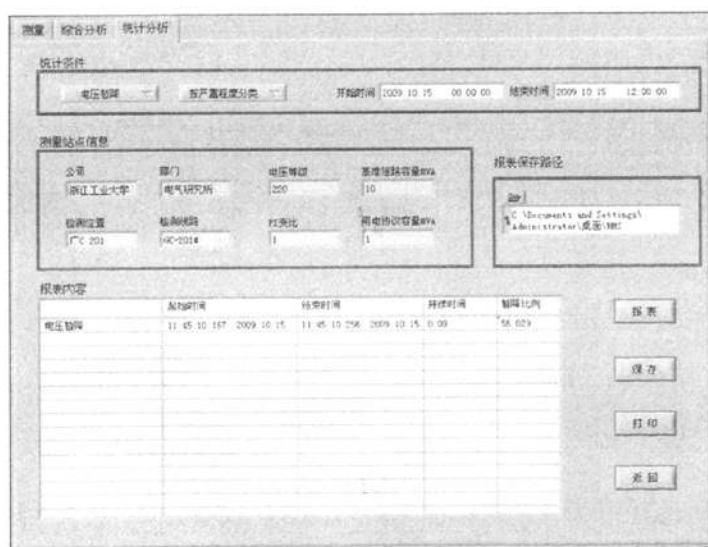 测量 综合分析 统计分析
统计条件
电压暂降 按严重程度分类 开始时间 2009 10 15 00 00 00 结束时间 2009 10 15 12 00 00
测量站点信息
公司 部门 电压等级 基准短路容量MVA
浙江工业大学 电气研究所 220 10
检测位置 检测线路 PT变比 用电协议容量MVA
广C 201 GC-201# 1 1
报表保存路径
C \Documents and Settings\
Administrator\桌面\
报表内容
起始时间 结束时间 持续时间 暂降比例
电压暂降 11 45 10 167 2009 10 15 11 45 10 256 2009 10 15 0 09 58 029
报 表
保 存
打 印
返 回